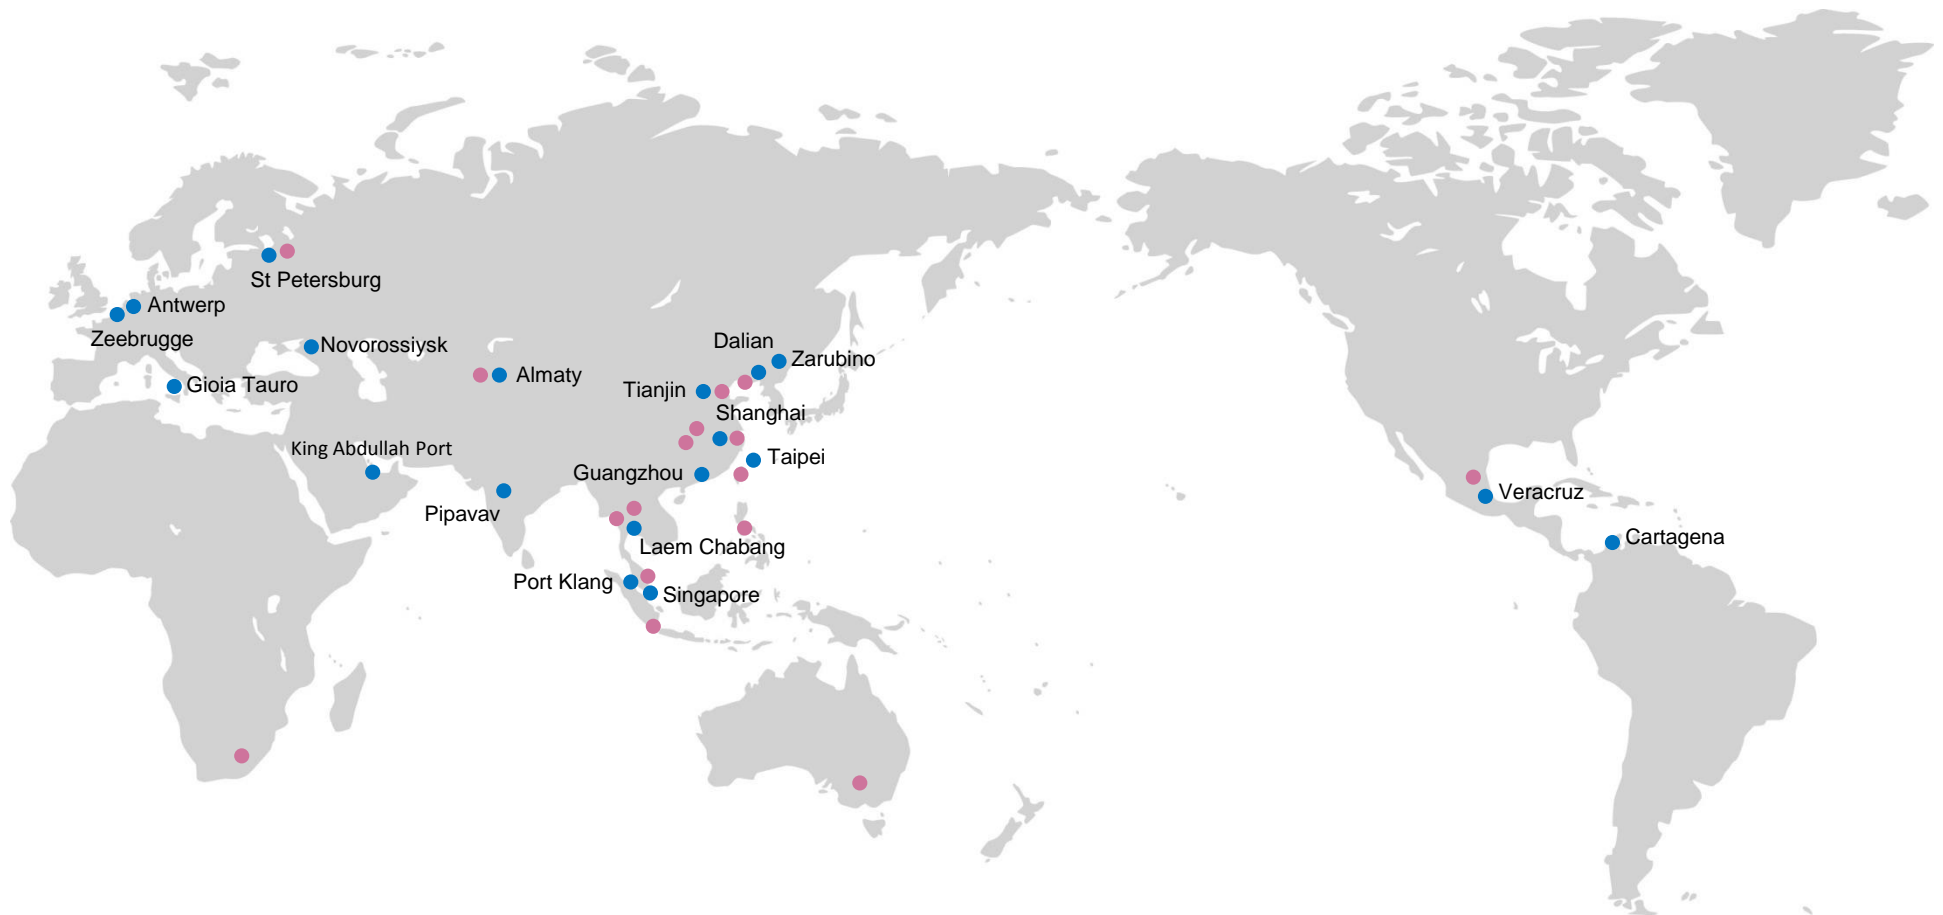 St Petersburg
Antwerp
Zeebrugge
Novorossiysk
Gioia Tauro
Almaty
Dalian
Zarubino
Tianjin
Shanghai
King Abdullah Port
Taipei
Guangzhou
Pipavav
Laem Chabang
Port Klang
Singapore
Veracruz
Cartagena